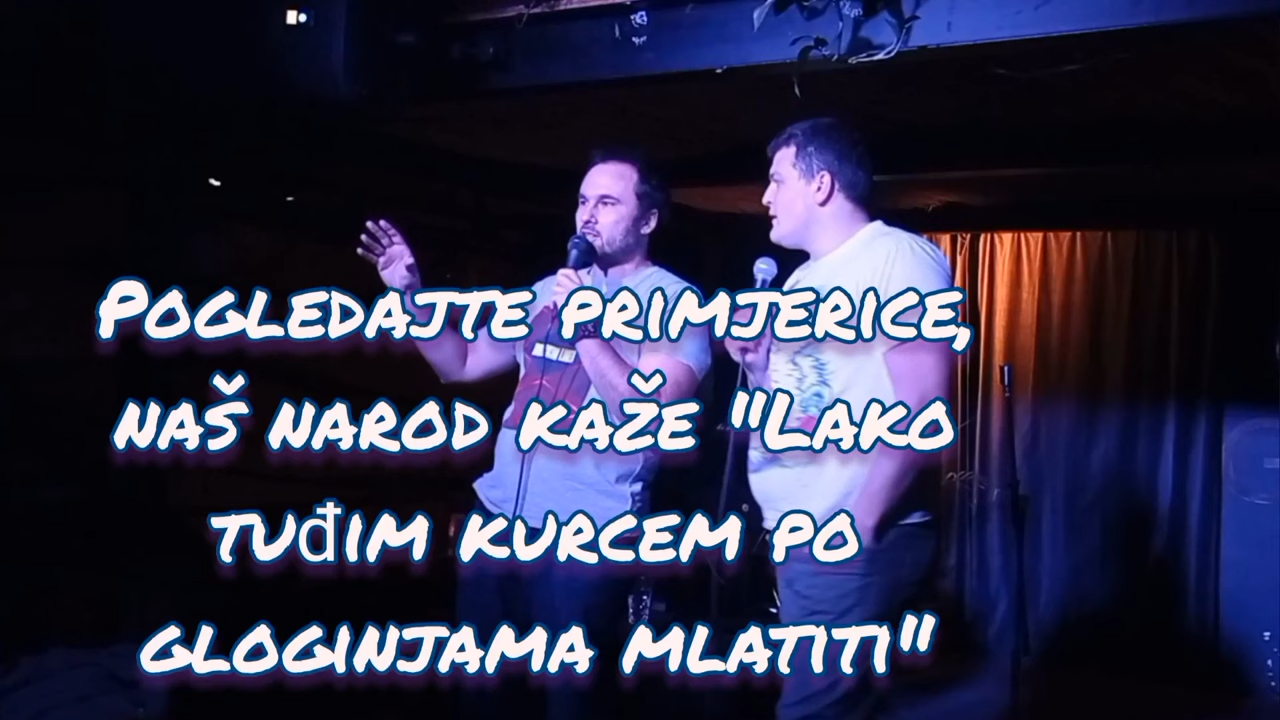 Pogledajte primjerice,
naš narod kaže "Lako
tuđim kurcem po
gloginjama mlatiti"